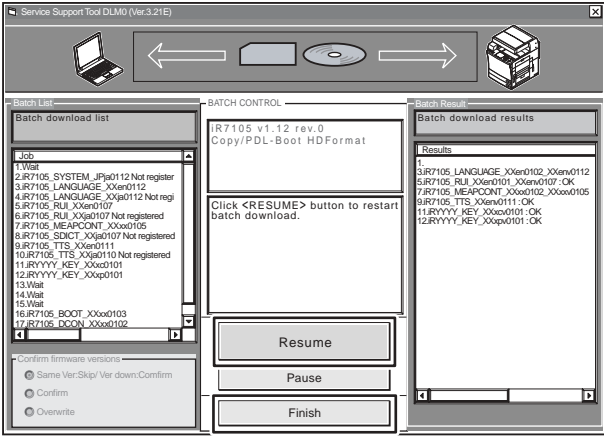 Service Support Tool DLM0 (Ver.3.21E)
Batch List
Batch download list
Job
1.Wait
2.iR7105_SYSTEM_JPja0112 Not register
3.iR7105_LANGUAGE_XXen0112
4.iR7105_LANGUAGE_XXja0112 Not regi
5.iR7105_RUI_XXen0107
6.iR7105_RUI_XXja0107 Not registered
7.iR7105_MEAPCONT_XXxx0105
8.iR7105_SDICT_XXja0107 Not registered
9.iR7105_TTS_XXen0111
10.iR7105_TTS_XXja0110 Not registered
11.iRYYYY_KEY_XXxc0101
12.iRYYYY_KEY_XXxp0101
13.Wait
14.Wait
15.Wait
16.iR7105_BOOT_XXxx0103
17.iR7105_DCON_XXxx0102
Confirm firmware versions
Same Ver:Skip/ Ver down:Comfirm
Confirm
Overwrite
BATCH CONTROL
iR7105 v1.12 rev.0
Copy/PDL-Boot HDFormat
Click <RESUME> button to restart
batch download.
Resume
Pause
Finish
Batch Result
Batch download results
Results
1.
3.iR7105_LANGUAGE_XXen0102_XXenv0112
5.iR7105_RUI_XXen0101_XXenv0107 : OK
7.iR7105_MEAPCONT_XXxx0102_XXxxv0105
9.iR7105_TTS_XXenv0111 : OK
11.iRYYYY_KEY_XXxcv0101 : OK
12.iRYYYY_KEY_XXxpv0101 : OK